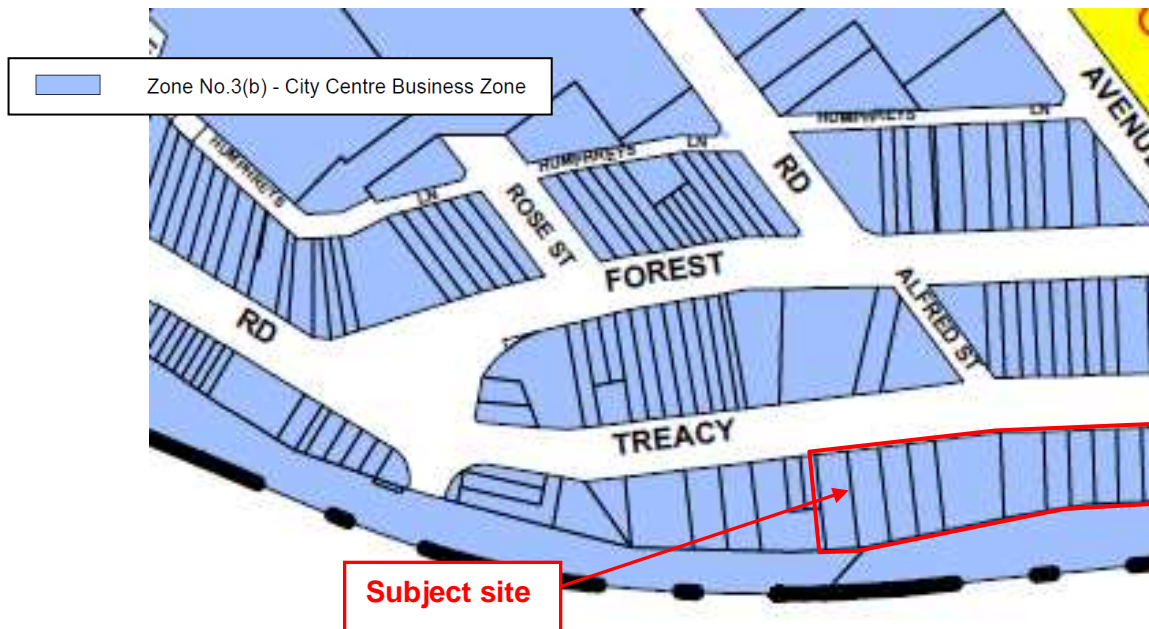 Zone No.3(b) - City Centre Business Zone
AVENUE
HUMPHREYS
LN
HUMPHREYS
LN
HUMPHREYS
LN
RD
ROSE ST
FOREST
ALFRED ST
RD
TREACY
Subject site